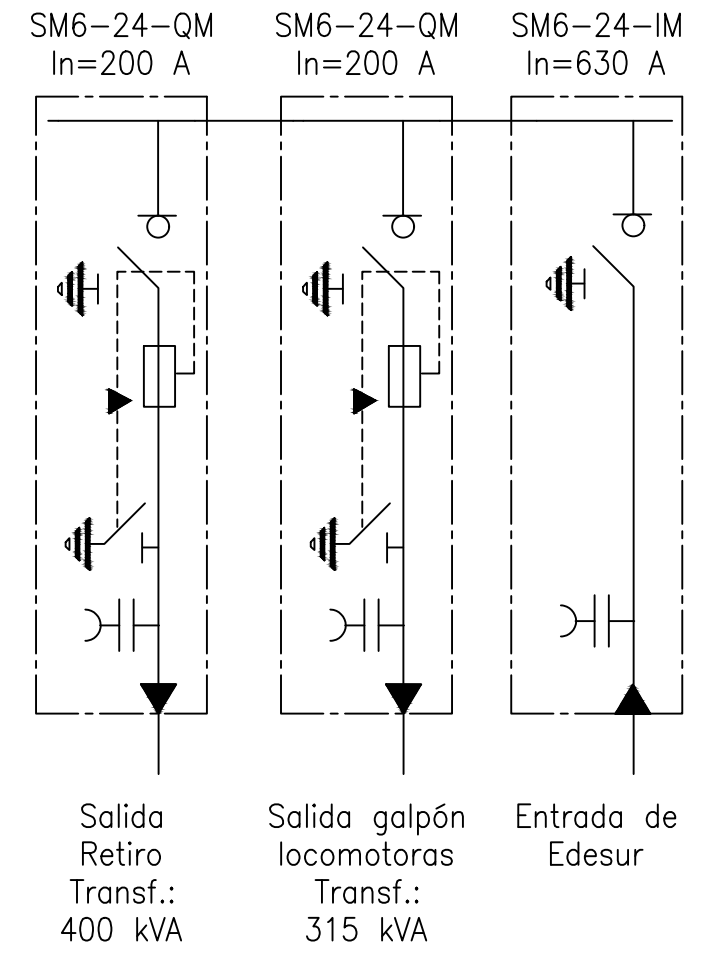 SM6-24-QM
In=200 A
SM6-24-QM
In=200 A
SM6-24-IM
In=630 A
Salida
Retiro
Transf.:
400 kVA
Salida galpón
locomotoras
Transf.:
315 kVA
Entrada de
Edesur